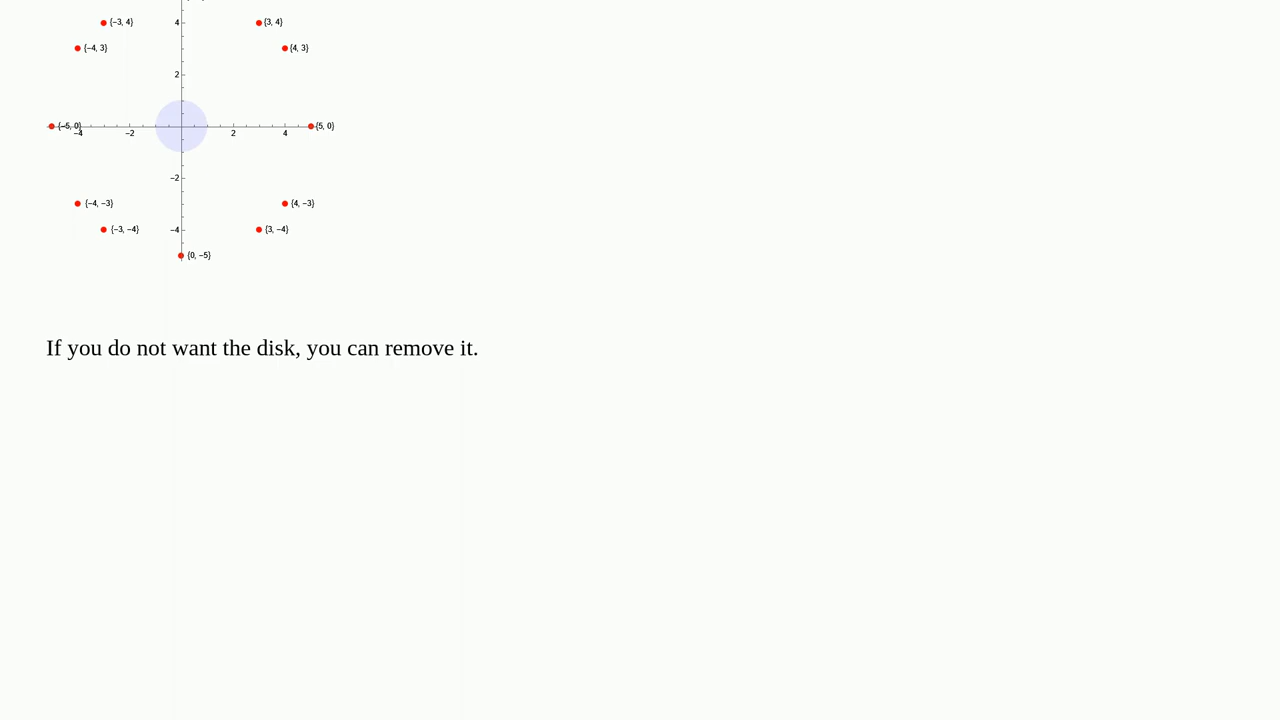 {−3, 4} 4 {3, 4}
{−4, 3} {4, 3}
2
{−5, 0} {5, 0}
−4 −2 2 4
−2
{−4, −3} {4, −3}
{−3, −4} −4 {3, −4}
{0, −5}
If you do not want the disk, you can remove it.